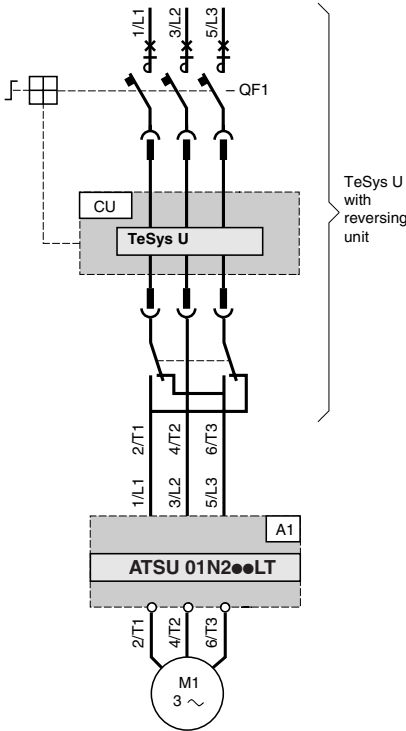 1/L1
3/L2
5/L3
QF1
CU
TeSys U
TeSys U
with
reversing
unit
2/T1
4/T2
6/T3
1/L1
3/L2
5/L3
A1
ATSU 01N2●●LT
2/T1
4/T2
6/T3
M1
3 ~